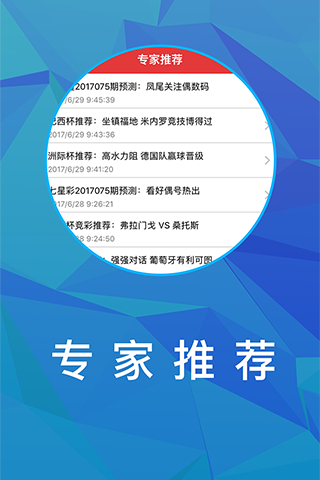 专家推荐
2017075期预测：凤尾关注偶数码
/6/29 9:45:39
西杯推荐：坐镇福地 米内罗竞技博得过
2017/6/29 9:43:36
洲际杯推荐：高水力阻 德国队赢球晋级
2017/6/29 9:41:20
七星彩2017075期预测：看好偶号热出
2017/6/28 9:26:21
杯竞彩推荐：弗拉门戈 VS 桑托斯
/6/28 9:24:50
：强强对话 葡萄牙有利可图
专家推荐